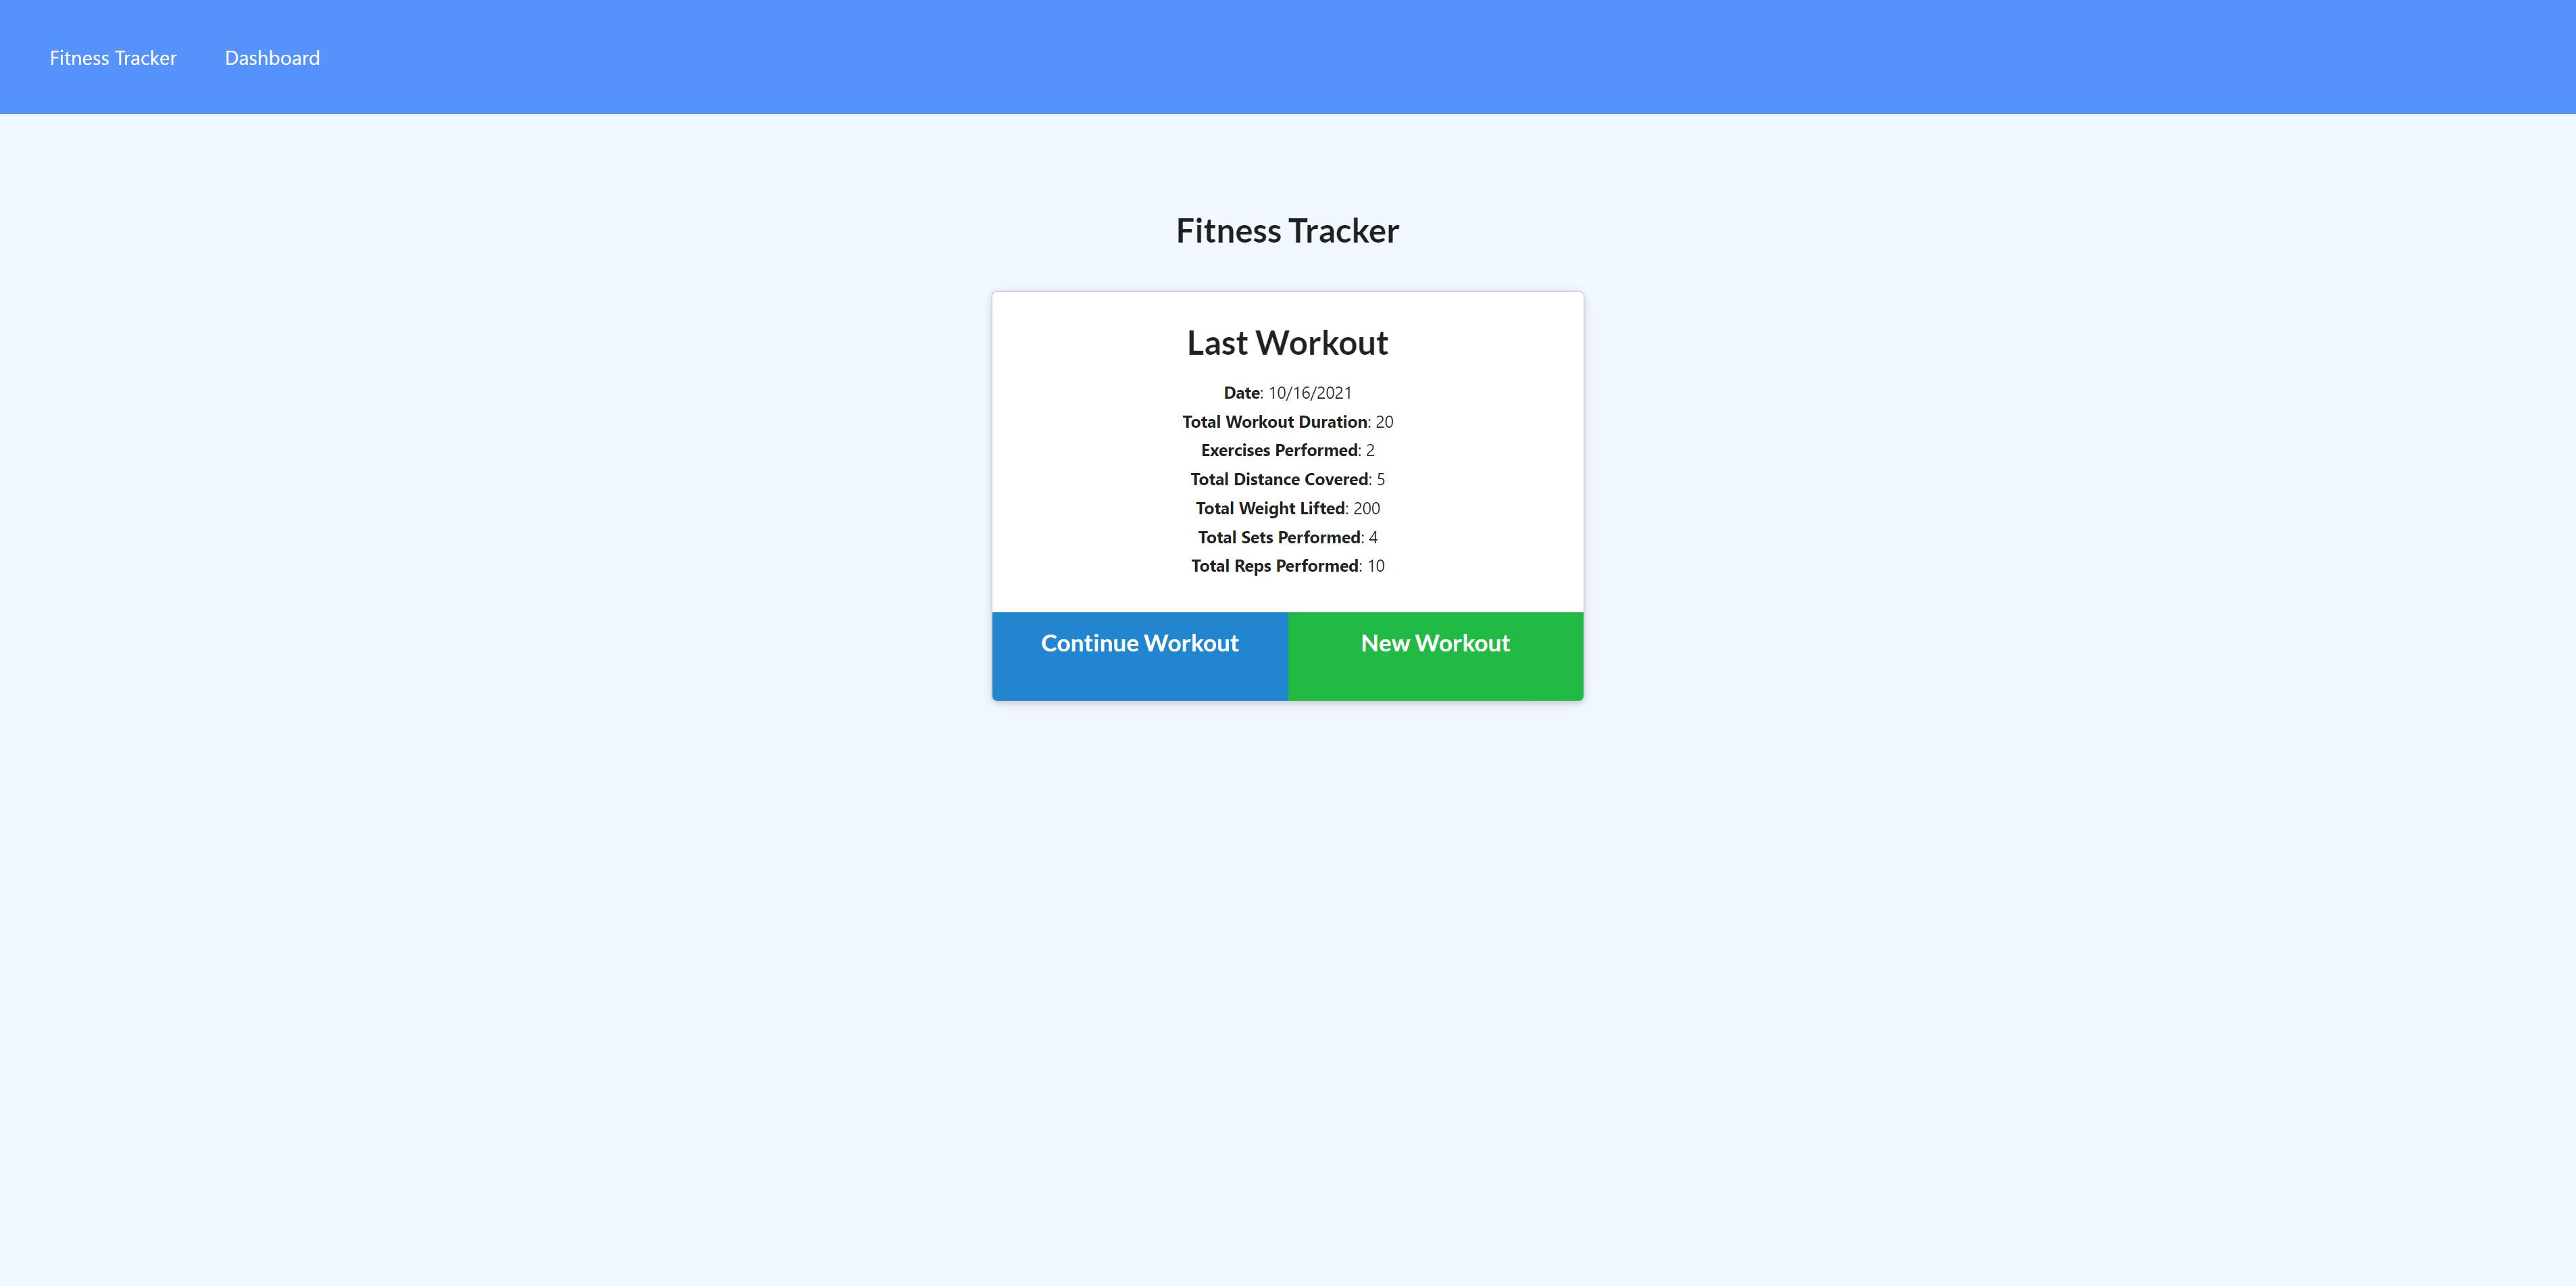 Fitness Tracker Dashboard
Fitness Tracker
Last Workout
Date: 10/16/2021
Total Workout Duration: 20
Exercises Performed: 2
Total Distance Covered: 5
Total Weight Lifted: 200
Total Sets Performed: 4
Total Reps Performed: 10
Continue Workout New Workout